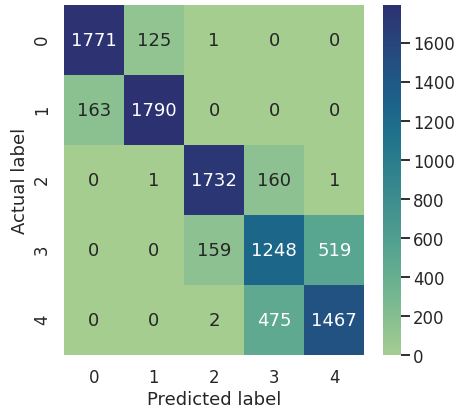 0 1771 125 1 0 0
1 163 1790 0 0 0
2 0 1 1732 160 1
3 0 0 159 1248 519
4 0 0 2 475 1467
0 1 2 3 4
Actual label
Predicted label
1600
1400
1200
1000
800
600
400
200
0